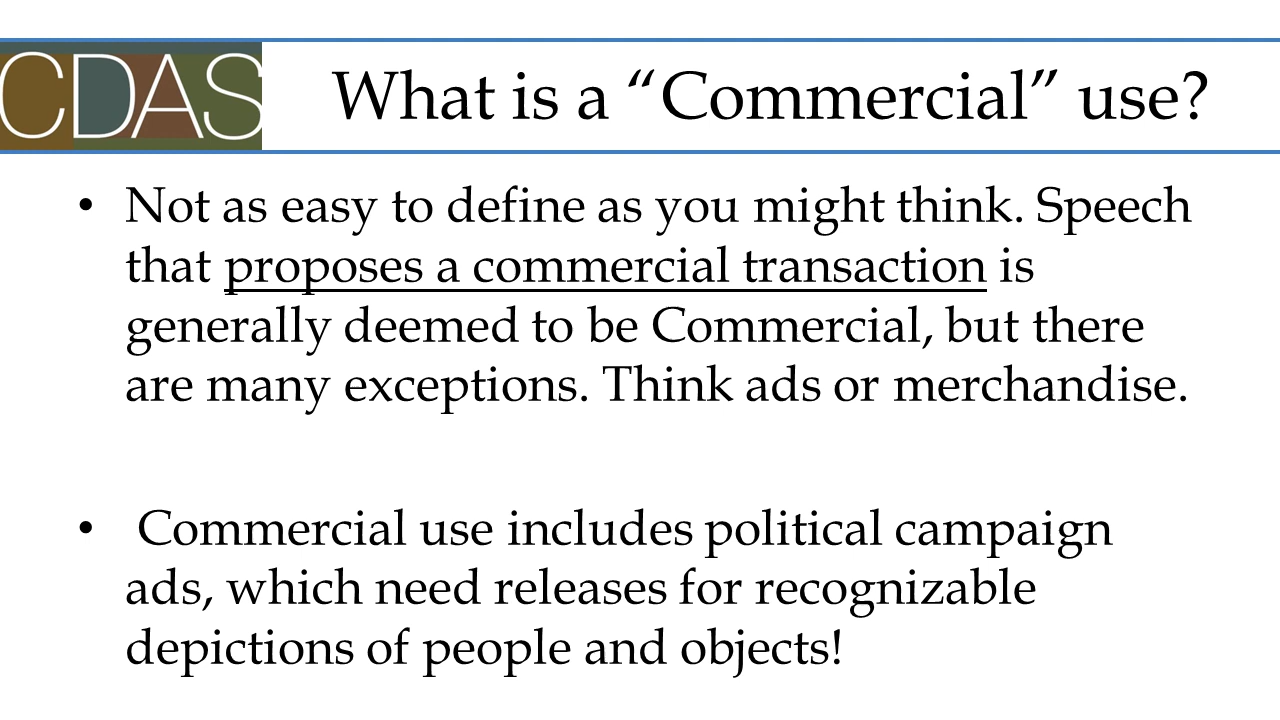 CDAS
What is a “Commercial” use?
• Not as easy to define as you might think. Speech
that proposes a commercial transaction is
generally deemed to be Commercial, but there
are many exceptions. Think ads or merchandise.
• Commercial use includes political campaign
ads, which need releases for recognizable
depictions of people and objects!